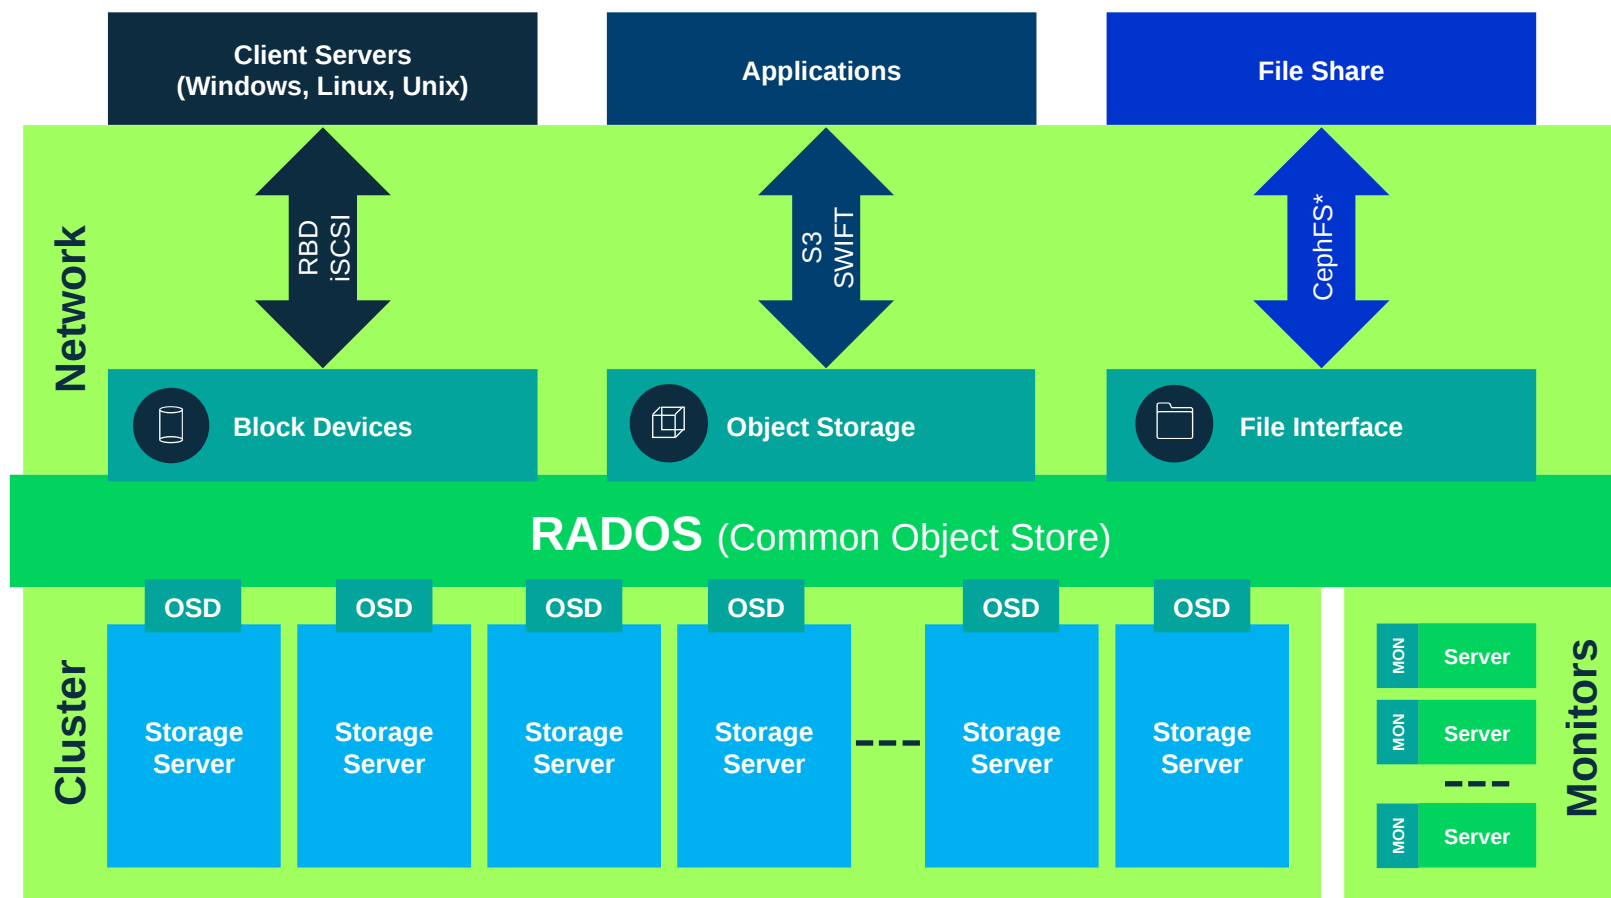 Client Servers
(Windows, Linux, Unix)
Applications
File Share
Network
RBD
iSCSI
S3
SWIFT
CephFS*
Block Devices
Object Storage
File Interface
RADOS (Common Object Store)
Cluster
OSD
OSD
OSD
OSD
OSD
OSD
Storage
Server
Storage
Server
Storage
Server
Storage
Server
Storage
Server
Storage
Server
MON
Server
MON
Server
MON
Server
Monitors